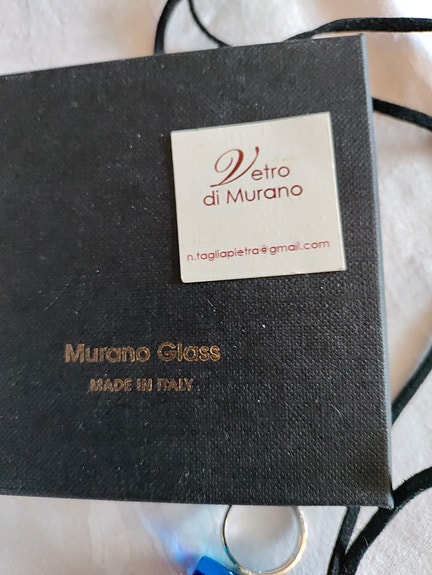 Vetro
di Murano
n.tagliapietra@gmail.com
Murano Glass
MADE IN ITALY